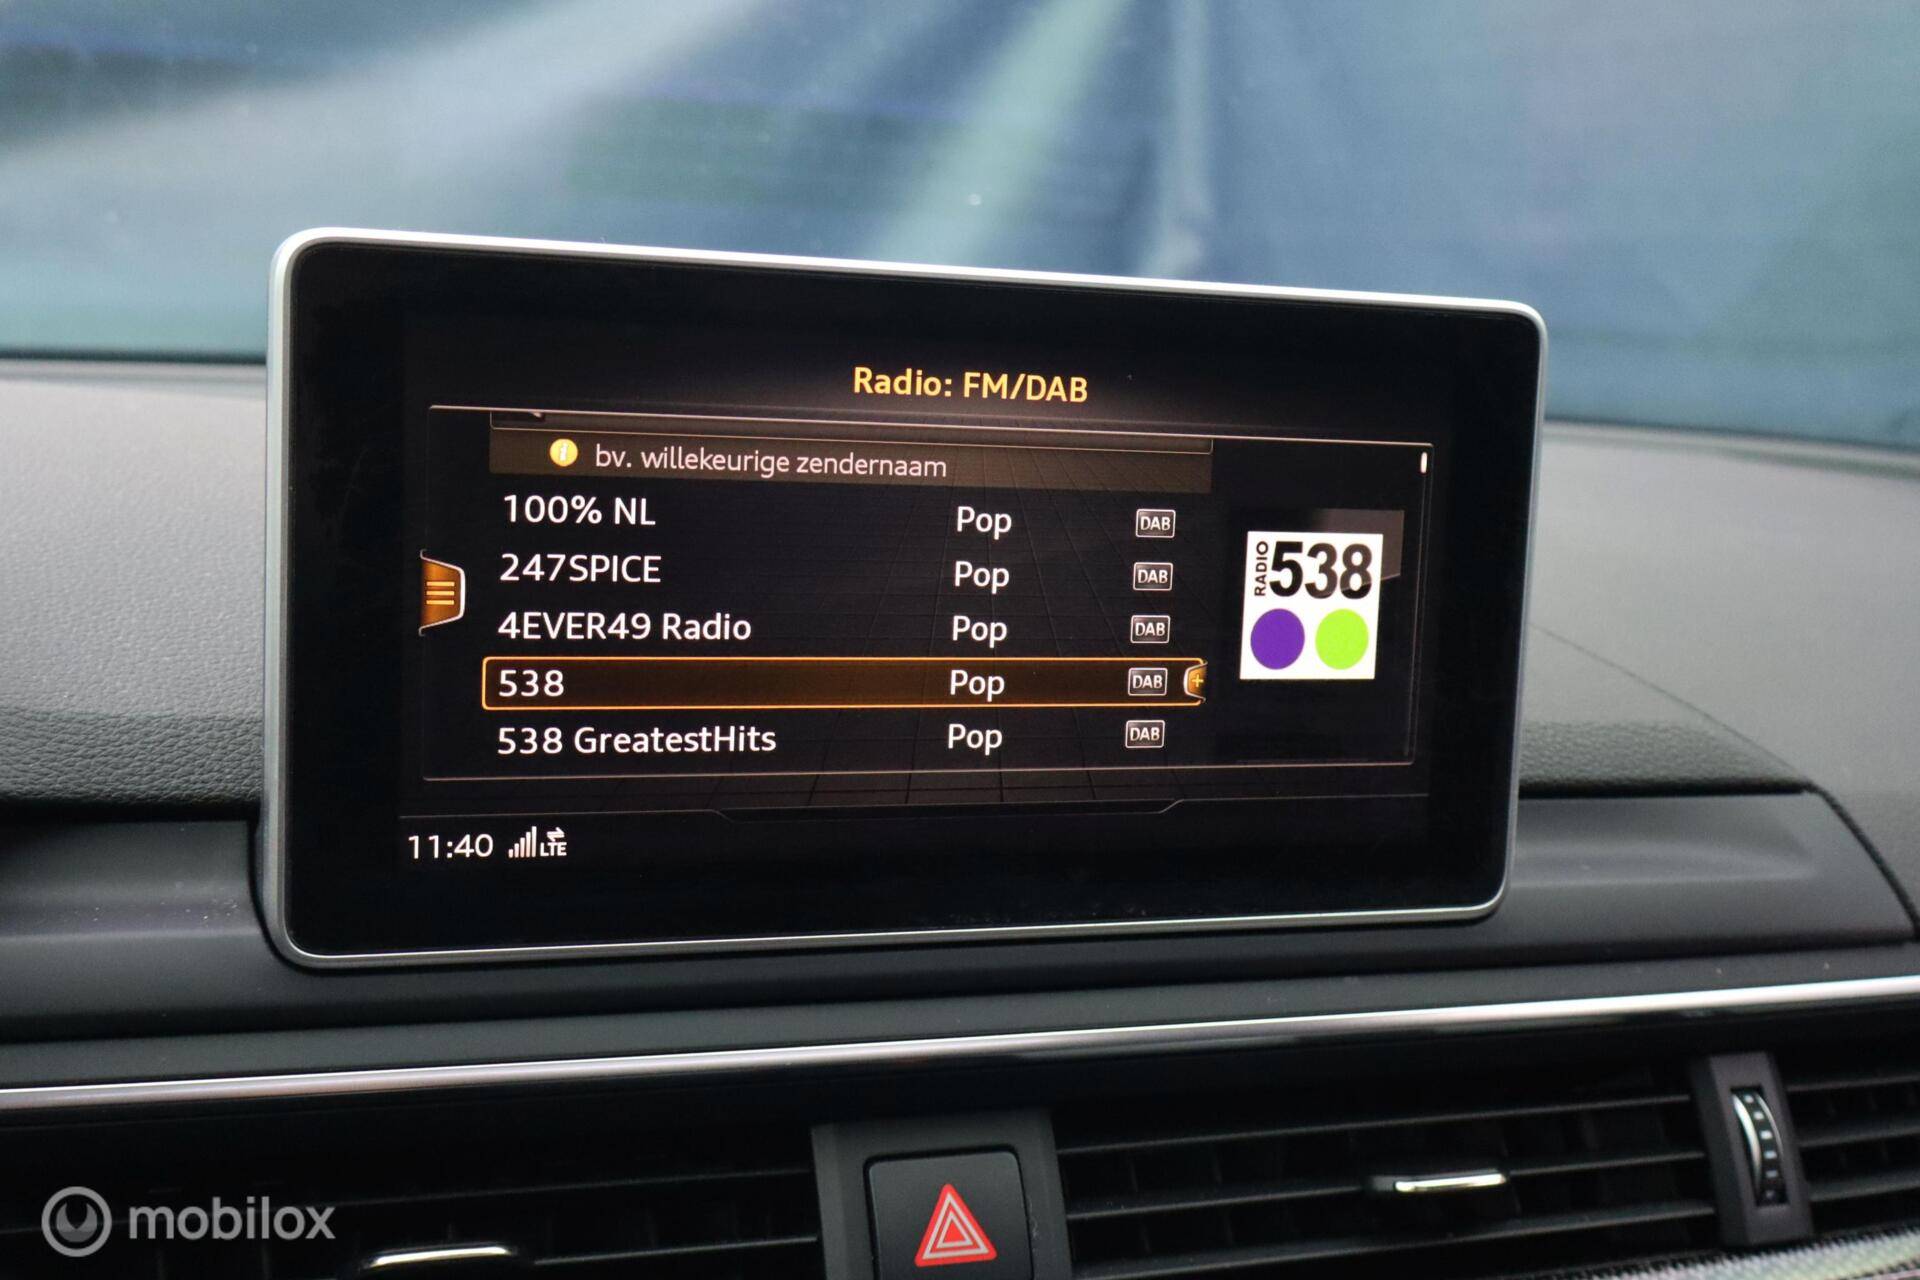 Radio: FM/DAB
bv. willekeurige zendernaam
100% NL Pop DAB
247SPICE Pop DAB
4EVER49 Radio Pop DAB
538 Pop DAB +
538 GreatestHits Pop DAB
RADIO 538
11:40 LTE
mobilox